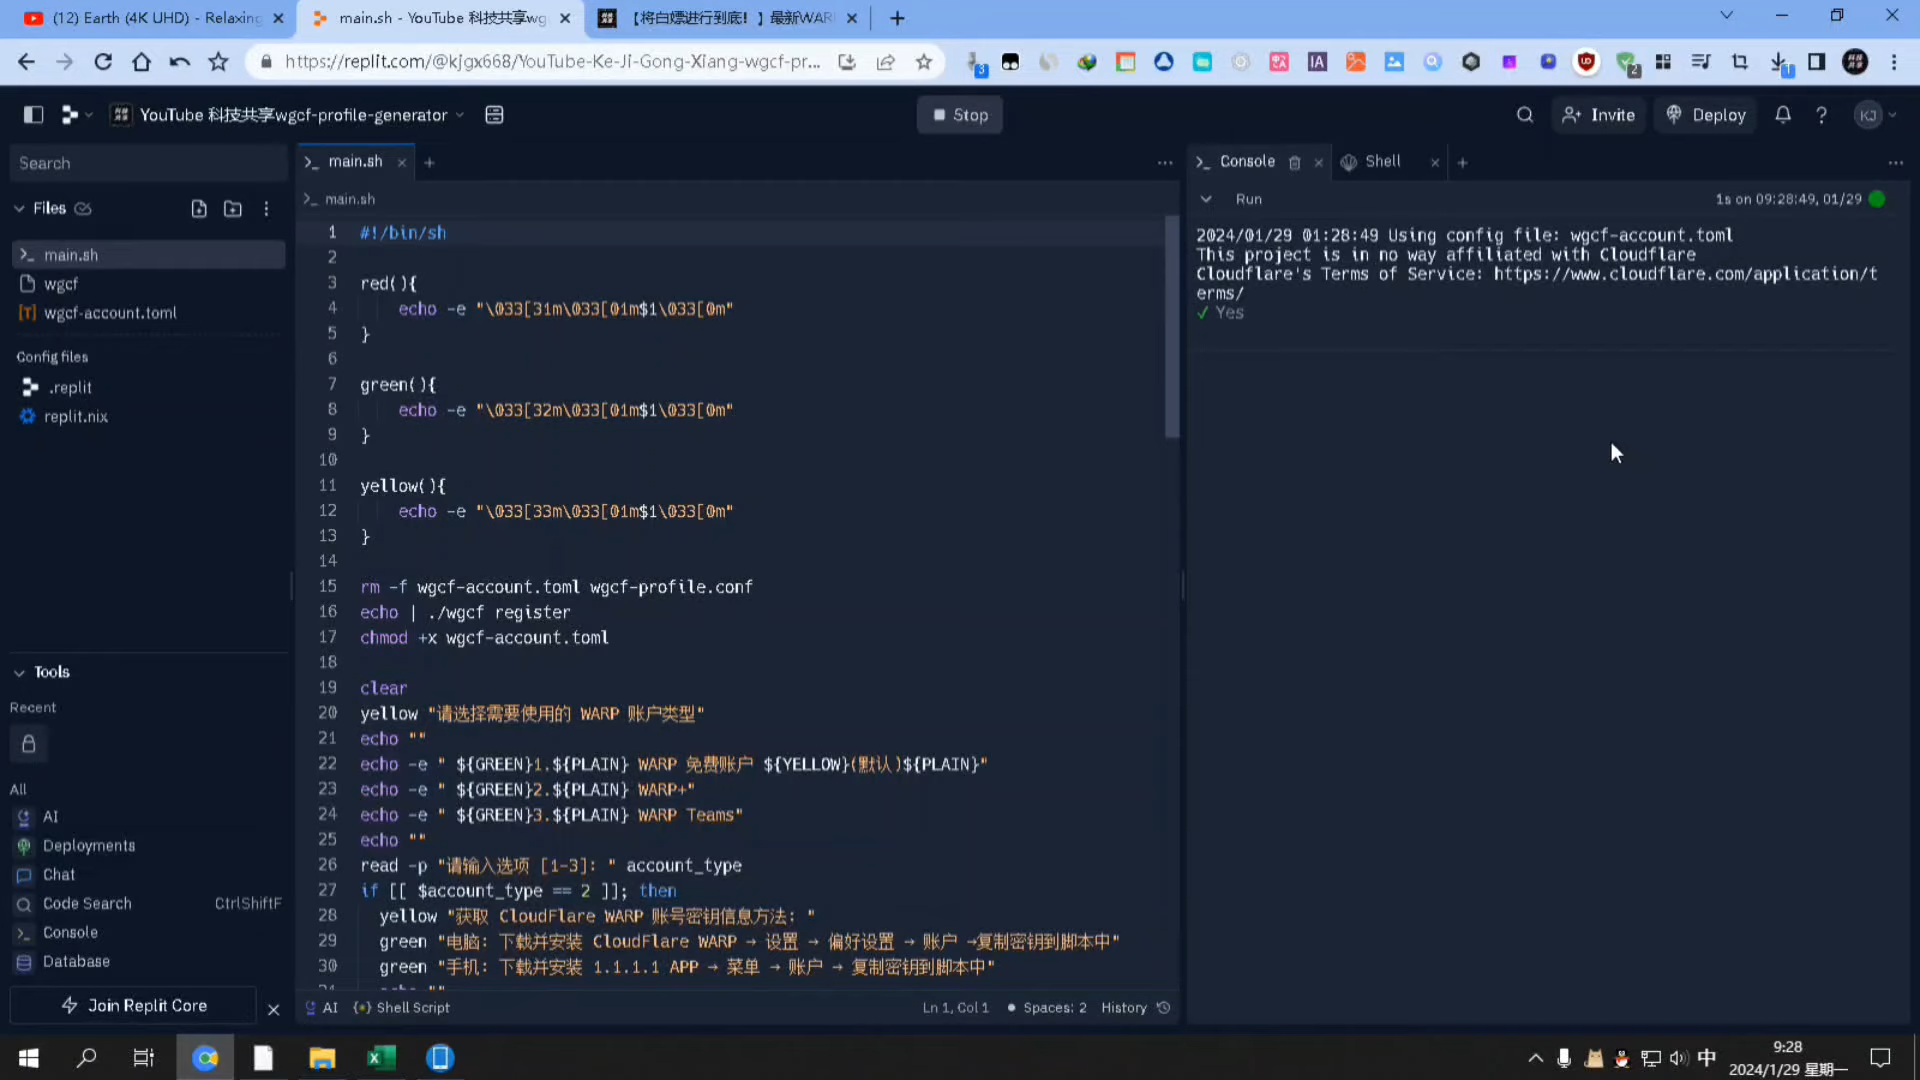 (12) Earth (4K UHD) - Relaxing
main.sh - YouTube 科技共享wg
【将白嫖进行到底！】最新WAR
https://replit.com/@kjgx668/YouTube-Ke-Ji-Gong-Xiang-wgcf-pr...
YouTube 科技共享wgcf-profile-generator
Stop
Invite
Deploy
KJ
Search
Files
main.sh
wgcf
wgcf-account.toml
Config files
.replit
replit.nix
Tools
Recent
All
AI
Deployments
Chat
Code Search CtrlShiftF
Console
Database
Join Replit Core
main.sh
main.sh
1 #!/bin/sh
2
3 red(){
4 echo -e "\033[31m\033[01m$1\033[0m"
5 }
6
7 green(){
8 echo -e "\033[32m\033[01m$1\033[0m"
9 }
10
11 yellow(){
12 echo -e "\033[33m\033[01m$1\033[0m"
13 }
14
15 rm -f wgcf-account.toml wgcf-profile.conf
16 echo | ./wgcf register
17 chmod +x wgcf-account.toml
18
19 clear
20 yellow "请选择需要使用的 WARP 账户类型"
21 echo ""
22 echo -e " ${GREEN}1.${PLAIN} WARP 免费账户 ${YELLOW}(默认)${PLAIN}"
23 echo -e " ${GREEN}2.${PLAIN} WARP+"
24 echo -e " ${GREEN}3.${PLAIN} WARP Teams"
25 echo ""
26 read -p "请输入选项 [1-3]: " account_type
27 if [[ $account_type == 2 ]]; then
28 yellow "获取 CloudFlare WARP 账号密钥信息方法: "
29 green "电脑: 下载并安装 CloudFlare WARP → 设置 → 偏好设置 → 账户 →复制密钥到脚本中"
30 green "手机: 下载并安装 1.1.1.1 APP → 菜单 → 账户 → 复制密钥到脚本中"
AI
Shell Script
Ln 1, Col 1
Spaces: 2
History
Console
Shell
Run
1s on 09:28:49, 01/29
2024/01/29 01:28:49 Using config file: wgcf-account.toml
This project is in no way affiliated with Cloudflare
Cloudflare's Terms of Service: https://www.cloudflare.com/application/t
erms/
✓ Yes
中
9:28
2024/1/29 星期一